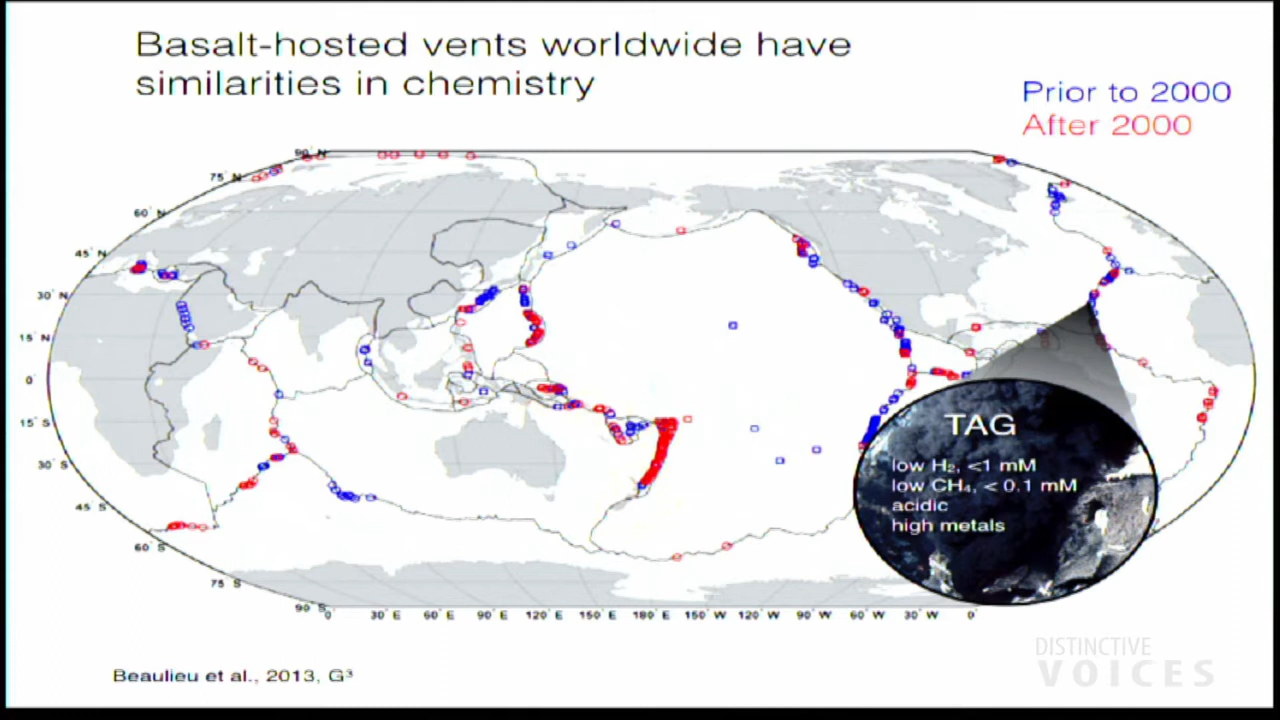 Basalt-hosted vents worldwide have
similarities in chemistry
Prior to 2000
After 2000
90° N
75° N
60° N
45° N
30° N
15° N
0°
15° S
30° S
45° S
60° S
75° S
90° S
0° 30° E 60° E 90° E 120° E 150° E 180° E 150° W 120° W 90° W 60° W 30° W 0°
TAG
low H₂, <1 mM
low CH₄, < 0.1 mM
acidic
high metals
Beaulieu et al., 2013, G³
DISTINCTIVE
VOICES